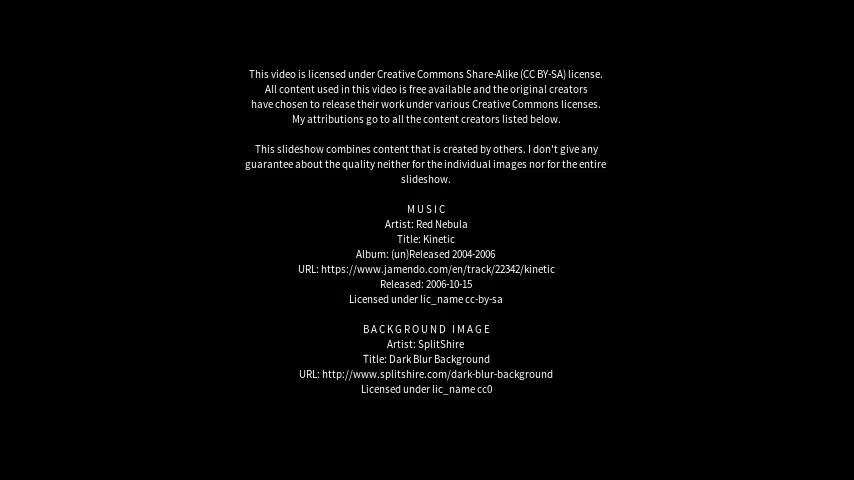 This video is licensed under Creative Commons Share-Alike (CC BY-SA) license.
All content used in this video is free available and the original creators
have chosen to release their work under various Creative Commons licenses.
My attributions go to all the content creators listed below.
This slideshow combines content that is created by others. I don't give any
guarantee about the quality neither for the individual images nor for the entire
slideshow.
MUSIC
Artist: Red Nebula
Title: Kinetic
Album: (un)Released 2004-2006
URL: https://www.jamendo.com/en/track/22342/kinetic
Released: 2006-10-15
Licensed under lic_name cc-by-sa
BACKGROUND IMAGE
Artist: SplitShire
Title: Dark Blur Background
URL: http://www.splitshire.com/dark-blur-background
Licensed under lic_name cc0